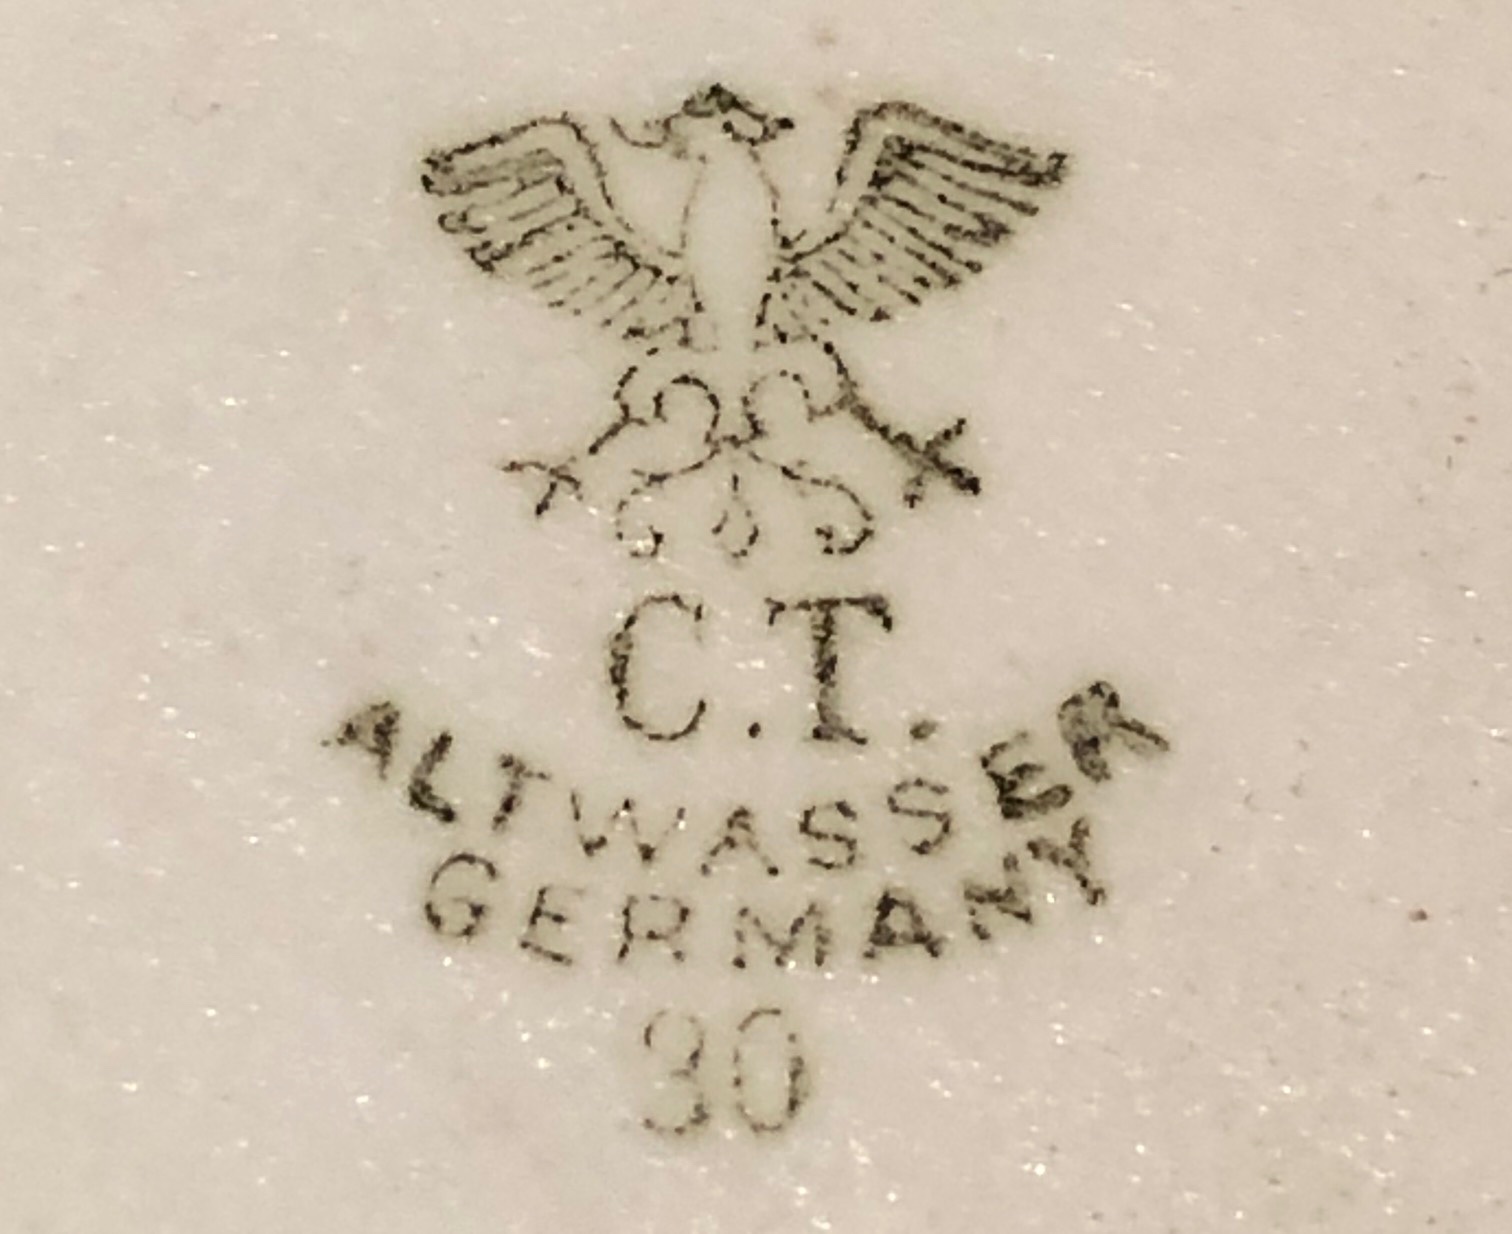 C.T.
ALTWASSER
GERMANY
30